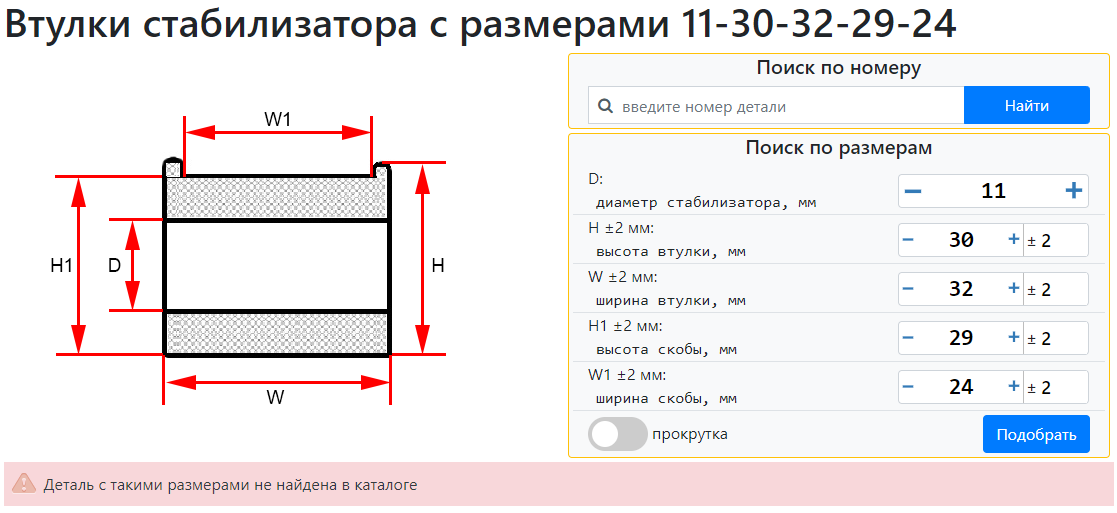 Втулки стабилизатора с размерами 11-30-32-29-24
W1
H1
D
H
W
Поиск по номеру
введите номер детали
Найти
Поиск по размерам
D:
диаметр стабилизатора, мм
− 11 +
H ±2 мм:
высота втулки, мм
− 30 + ± 2
W ±2 мм:
ширина втулки, мм
− 32 + ± 2
H1 ±2 мм:
высота скобы, мм
− 29 + ± 2
W1 ±2 мм:
ширина скобы, мм
− 24 + ± 2
прокрутка
Подобрать
Деталь с такими размерами не найдена в каталоге